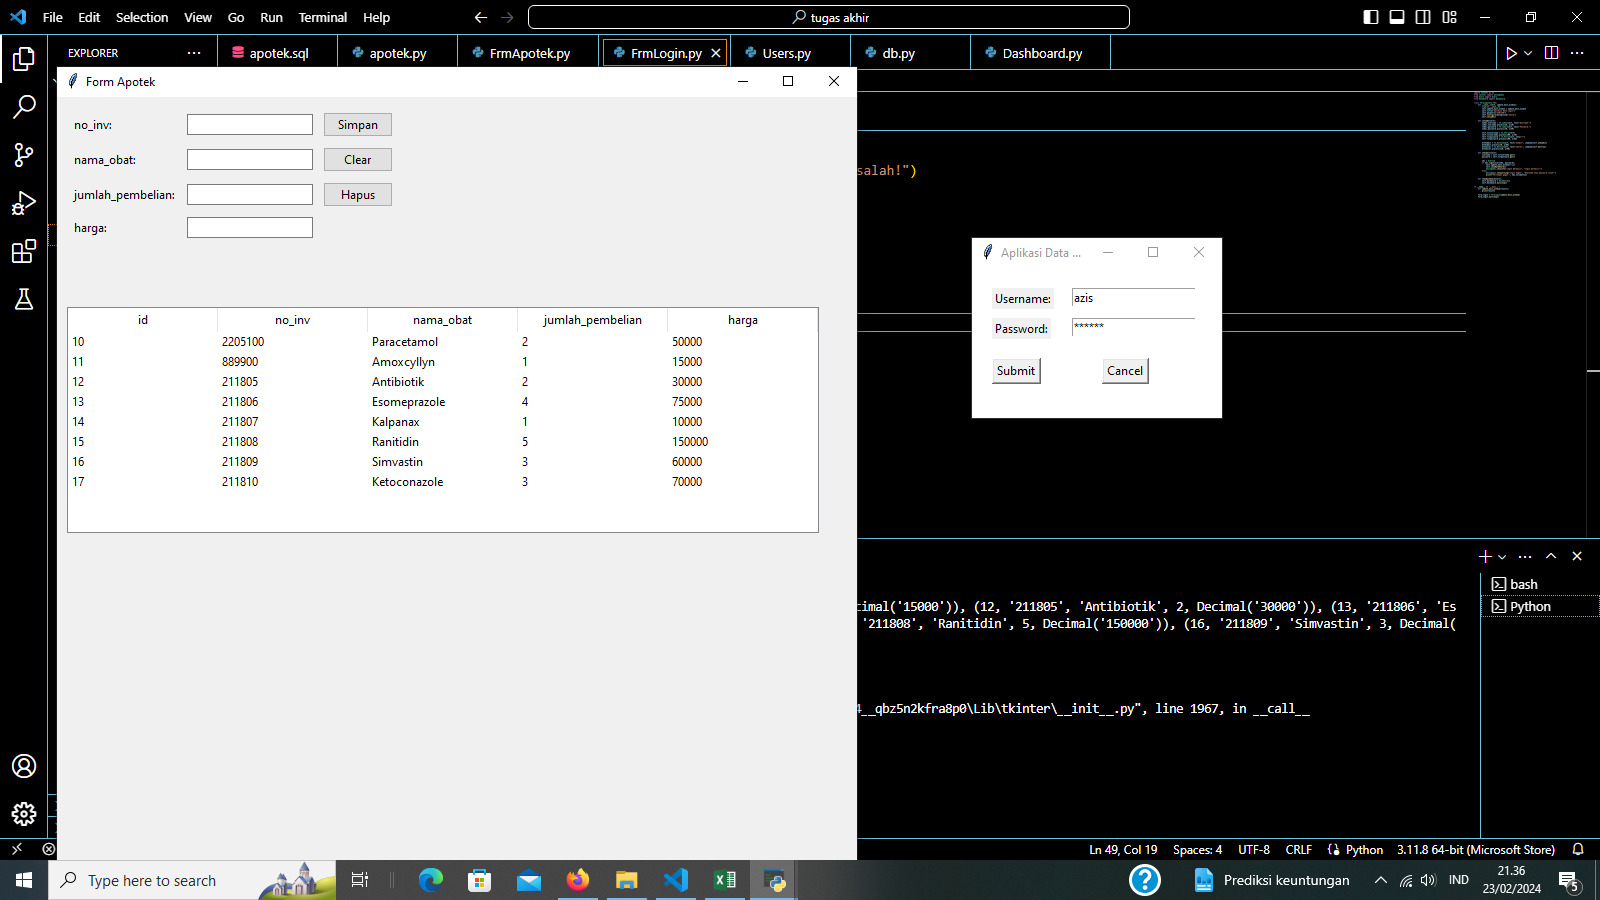 File Edit Selection View Go Run Terminal Help tugas akhir
EXPLORER apotek.sql apotek.py FrmApotek.py FrmLogin.py Users.py db.py Dashboard.py
Form Apotek
no_inv: Simpan
nama_obat: Clear
jumlah_pembelian: Hapus
harga:
salah!")
Aplikasi Data ...
Username: azis
Password: ******
Submit Cancel
id no_inv nama_obat jumlah_pembelian harga
10 2205100 Paracetamol 2 50000
11 889900 Amoxcyllyn 1 15000
12 211805 Antibiotik 2 30000
13 211806 Esomeprazole 4 75000
14 211807 Kalpanax 1 10000
15 211808 Ranitidin 5 150000
16 211809 Simvastin 3 60000
17 211810 Ketoconazole 3 70000
bash
Python
cimal('15000')), (12, '211805', 'Antibiotik', 2, Decimal('30000')), (13, '211806', 'Es
'211808', 'Ranitidin', 5, Decimal('150000')), (16, '211809', 'Simvastin', 3, Decimal(
4__qbz5n2kfra8p0\Lib\tkinter\__init__.py", line 1967, in __call__
Ln 49, Col 19 Spaces: 4 UTF-8 CRLF Python 3.11.8 64-bit (Microsoft Store)
Type here to search Prediksi keuntungan IND 21.36
23/02/2024 5